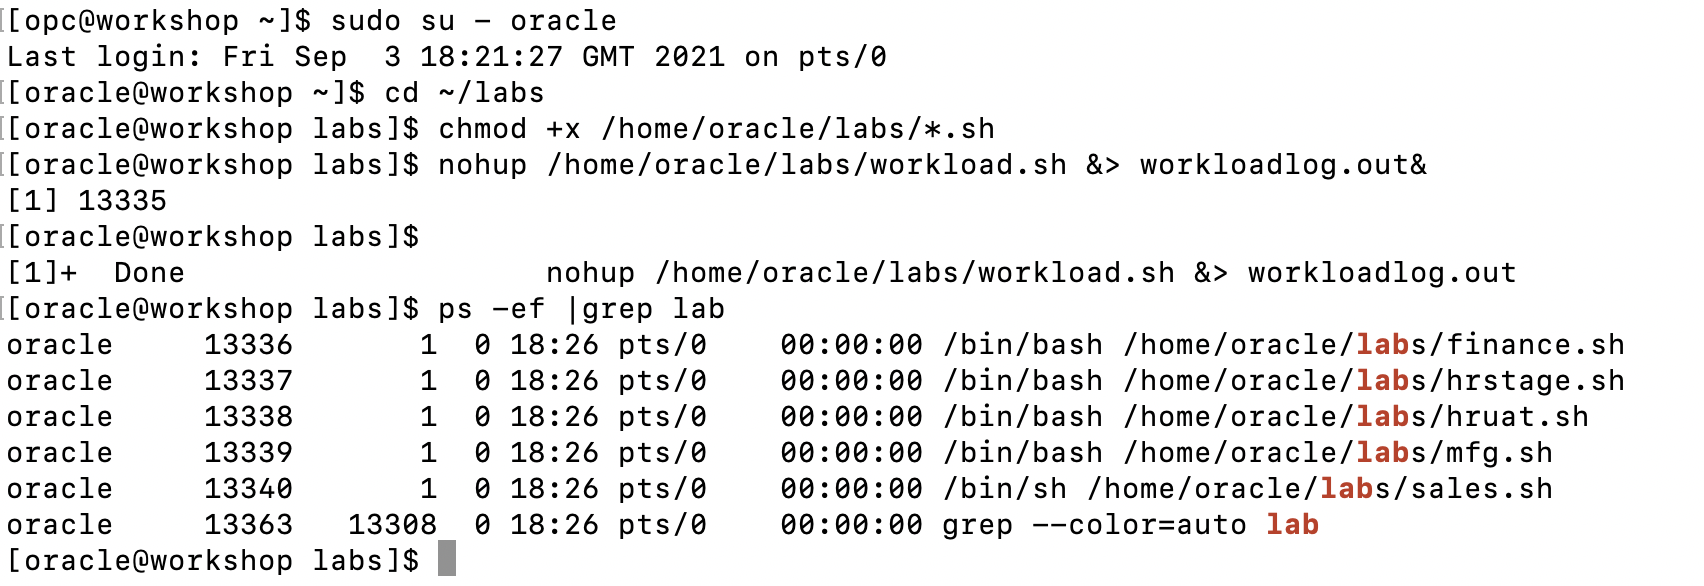 [opc@workshop ~]$ sudo su - oracle
Last login: Fri Sep  3 18:21:27 GMT 2021 on pts/0
[oracle@workshop ~]$ cd ~/labs
[oracle@workshop labs]$ chmod +x /home/oracle/labs/*.sh
[oracle@workshop labs]$ nohup /home/oracle/labs/workload.sh &> workloadlog.out&
[1] 13335
[oracle@workshop labs]$
[1]+  Done                    nohup /home/oracle/labs/workload.sh &> workloadlog.out
[oracle@workshop labs]$ ps -ef |grep lab
oracle     13336       1  0 18:26 pts/0    00:00:00 /bin/bash /home/oracle/labs/finance.sh
oracle     13337       1  0 18:26 pts/0    00:00:00 /bin/bash /home/oracle/labs/hrstage.sh
oracle     13338       1  0 18:26 pts/0    00:00:00 /bin/bash /home/oracle/labs/hruat.sh
oracle     13339       1  0 18:26 pts/0    00:00:00 /bin/bash /home/oracle/labs/mfg.sh
oracle     13340       1  0 18:26 pts/0    00:00:00 /bin/sh /home/oracle/labs/sales.sh
oracle     13363   13308  0 18:26 pts/0    00:00:00 grep --color=auto lab
[oracle@workshop labs]$